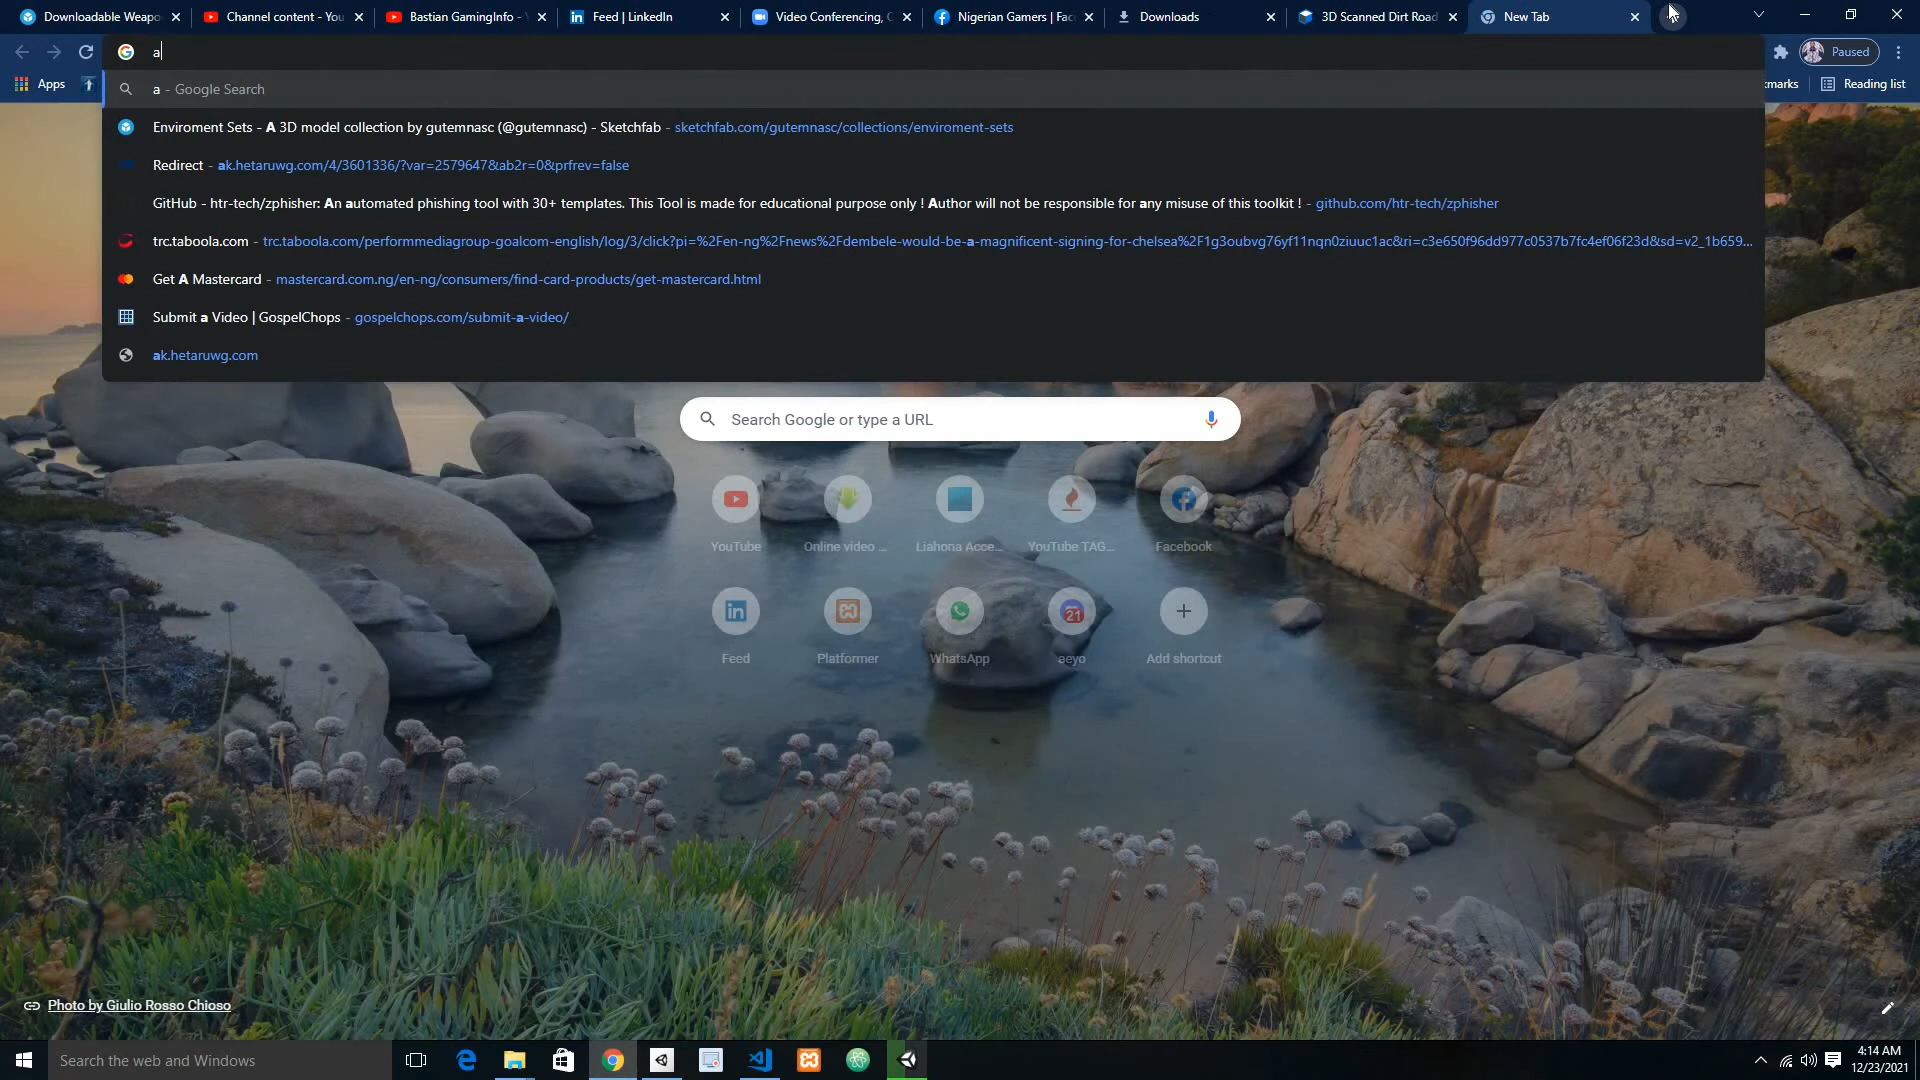 Downloadable Weapo
Channel content - You
Bastian GamingInfo - Y
Feed | LinkedIn
Video Conferencing, C
Nigerian Gamers | Fac
Downloads
3D Scanned Dirt Road
New Tab
a
Paused
Apps
kmarks
Reading list
a - Google Search
Enviroment Sets - A 3D model collection by gutemnasc (@gutemnasc) - Sketchfab - sketchfab.com/gutemnasc/collections/enviroment-sets
Redirect - ak.hetaruwg.com/4/3601336/?var=2579647&ab2r=0&prfrev=false
GitHub - htr-tech/zphisher: An automated phishing tool with 30+ templates. This Tool is made for educational purpose only ! Author will not be responsible for any misuse of this toolkit ! - github.com/htr-tech/zphisher
trc.taboola.com - trc.taboola.com/performmediagroup-goalcom-english/log/3/click?pi=%2Fen-ng%2Fnews%2Fdembele-would-be-a-magnificent-signing-for-chelsea%2F1g3oubvg76yf11nqn0ziuuc1ac&ri=c3e650f96dd977c0537b7fc4ef06f23d&sd=v2_1b659...
Get A Mastercard - mastercard.com.ng/en-ng/consumers/find-card-products/get-mastercard.html
Submit a Video | GospelChops - gospelchops.com/submit-a-video/
ak.hetaruwg.com
Search Google or type a URL
YouTube
Online video ...
Liahona Acce...
YouTube TAG...
Facebook
21
Feed
Platformer
WhatsApp
aeyo
Add shortcut
Photo by Giulio Rosso Chioso
Search the web and Windows
4:14 AM
12/23/2021